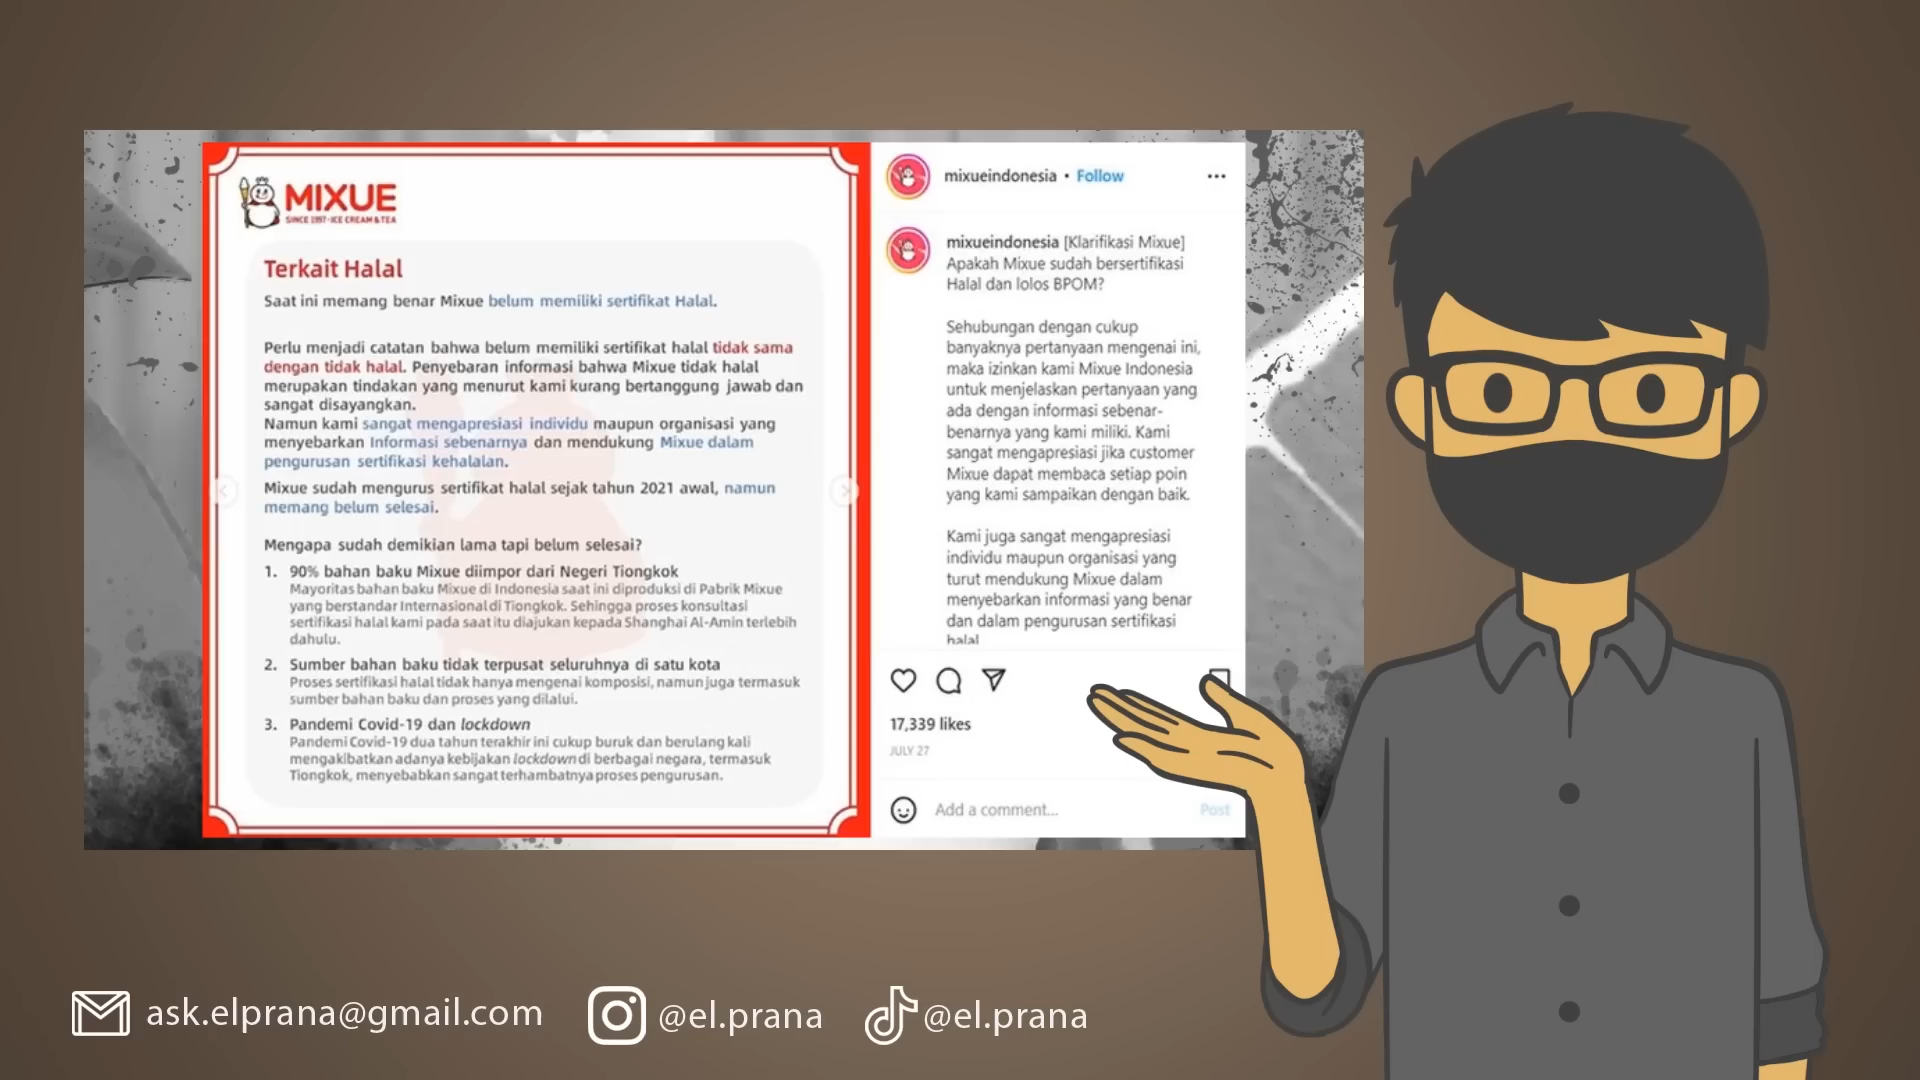 MIXUE
SINCE 1997 · ICE CREAM & TEA
Terkait Halal
Saat ini memang benar Mixue belum memiliki sertifikat Halal.
Perlu menjadi catatan bahwa belum memiliki sertifikat halal tidak sama
dengan tidak halal. Penyebaran informasi bahwa Mixue tidak halal
merupakan tindakan yang menurut kami kurang bertanggung jawab dan
sangat disayangkan.
Namun kami sangat mengapresiasi individu maupun organisasi yang
menyebarkan Informasi sebenarnya dan mendukung Mixue dalam
pengurusan sertifikasi kehalalan.
Mixue sudah mengurus sertifikat halal sejak tahun 2021 awal, namun
memang belum selesai.
Mengapa sudah demikian lama tapi belum selesai?
1. 90% bahan baku Mixue diimpor dari Negeri Tiongkok
Mayoritas bahan baku Mixue di Indonesia saat ini diproduksi di Pabrik Mixue
yang berstandar Internasional di Tiongkok. Sehingga proses konsultasi
sertifikasi halal kami pada saat itu diajukan kepada Shanghai Al-Amin terlebih
dahulu.
2. Sumber bahan baku tidak terpusat seluruhnya di satu kota
Proses sertifikasi halal tidak hanya mengenai komposisi, namun juga termasuk
sumber bahan baku dan proses yang dilalui.
3. Pandemi Covid-19 dan lockdown
Pandemi Covid-19 dua tahun terakhir ini cukup buruk dan berulang kali
mengakibatkan adanya kebijakan lockdown di berbagai negara, termasuk
Tiongkok, menyebabkan sangat terhambatnya proses pengurusan.
mixueindonesia • Follow
mixueindonesia [Klarifikasi Mixue]
Apakah Mixue sudah bersertifikasi
Halal dan lolos BPOM?
Sehubungan dengan cukup
banyaknya pertanyaan mengenai ini,
maka izinkan kami Mixue Indonesia
untuk menjelaskan pertanyaan yang
ada dengan informasi sebenar-
benarnya yang kami miliki. Kami
sangat mengapresiasi jika customer
Mixue dapat membaca setiap poin
yang kami sampaikan dengan baik.
Kami juga sangat mengapresiasi
individu maupun organisasi yang
turut mendukung Mixue dalam
menyebarkan informasi yang benar
dan dalam pengurusan sertifikasi
halal
17,339 likes
JULY 27
Add a comment...
Post
ask.elprana@gmail.com
@el.prana
@el.prana